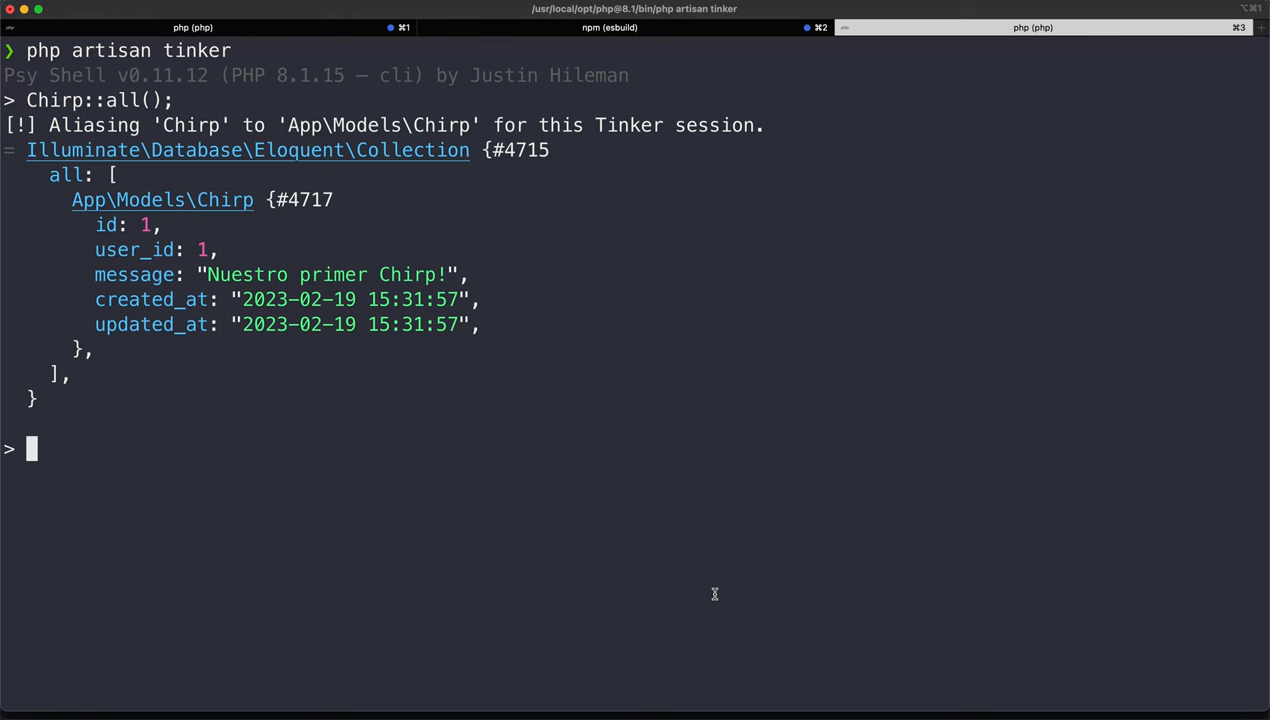 /usr/local/opt/php@8.1/bin/php artisan tinker
⌥⌘1
php
php (php)
⌘1
npm (esbuild)
⌘2
php
php (php)
⌘3
+
❯ php artisan tinker
Psy Shell v0.11.12 (PHP 8.1.15 — cli) by Justin Hileman
> Chirp::all();
[!] Aliasing 'Chirp' to 'App\Models\Chirp' for this Tinker session.
= Illuminate\Database\Eloquent\Collection {#4715
all: [
App\Models\Chirp {#4717
id: 1,
user_id: 1,
message: "Nuestro primer Chirp!",
created_at: "2023-02-19 15:31:57",
updated_at: "2023-02-19 15:31:57",
},
],
}
>